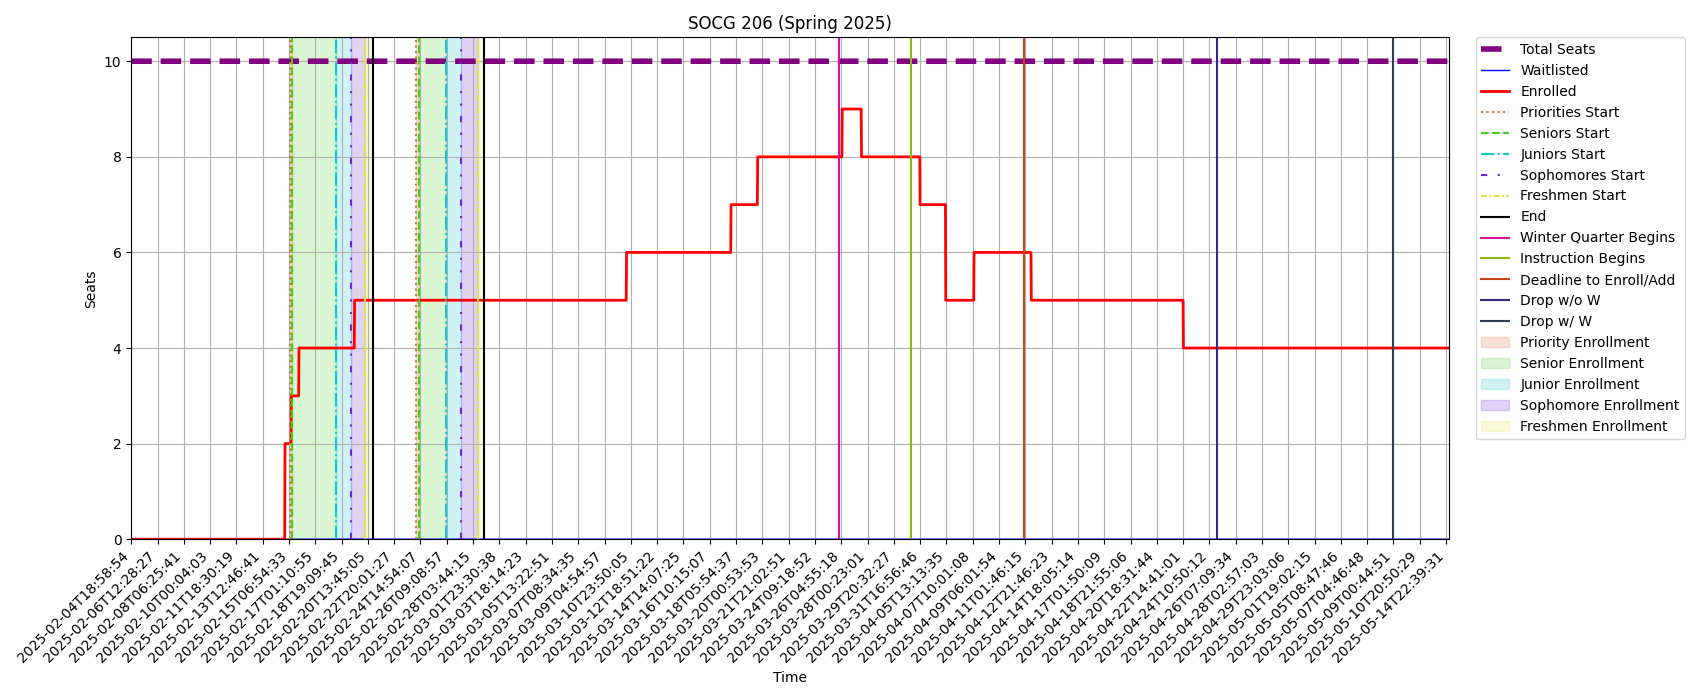 SOCG 206 (Spring 2025)
Seats
10
8
6
4
2
0
2025-02-04T18:58:54
2025-02-06T12:28:27
2025-02-08T06:25:41
2025-02-10T00:04:03
2025-02-11T18:30:19
2025-02-13T12:46:41
2025-02-15T06:54:33
2025-02-17T01:10:55
2025-02-18T19:09:45
2025-02-20T13:45:05
2025-02-22T20:01:27
2025-02-24T14:54:07
2025-02-26T09:08:57
2025-02-28T03:44:15
2025-03-01T23:30:38
2025-03-03T18:14:23
2025-03-05T13:22:51
2025-03-07T08:34:35
2025-03-09T04:54:57
2025-03-10T23:50:05
2025-03-12T18:51:22
2025-03-14T14:07:25
2025-03-16T10:15:07
2025-03-18T05:54:37
2025-03-20T00:53:53
2025-03-21T21:02:51
2025-03-24T09:18:52
2025-03-26T04:55:18
2025-03-28T00:23:01
2025-03-29T20:32:27
2025-03-31T16:56:46
2025-04-05T13:13:35
2025-04-07T10:01:08
2025-04-09T06:01:54
2025-04-11T01:46:15
2025-04-12T21:46:23
2025-04-14T18:05:14
2025-04-17T01:50:09
2025-04-18T21:55:06
2025-04-20T18:31:44
2025-04-22T14:41:01
2025-04-24T10:50:12
2025-04-26T07:09:34
2025-04-28T02:57:03
2025-04-29T23:03:06
2025-05-01T19:02:15
2025-05-05T08:47:46
2025-05-07T04:46:48
2025-05-09T00:44:51
2025-05-10T20:50:29
2025-05-14T22:39:31
Time
Total Seats
Waitlisted
Enrolled
Priorities Start
Seniors Start
Juniors Start
Sophomores Start
Freshmen Start
End
Winter Quarter Begins
Instruction Begins
Deadline to Enroll/Add
Drop w/o W
Drop w/ W
Priority Enrollment
Senior Enrollment
Junior Enrollment
Sophomore Enrollment
Freshmen Enrollment